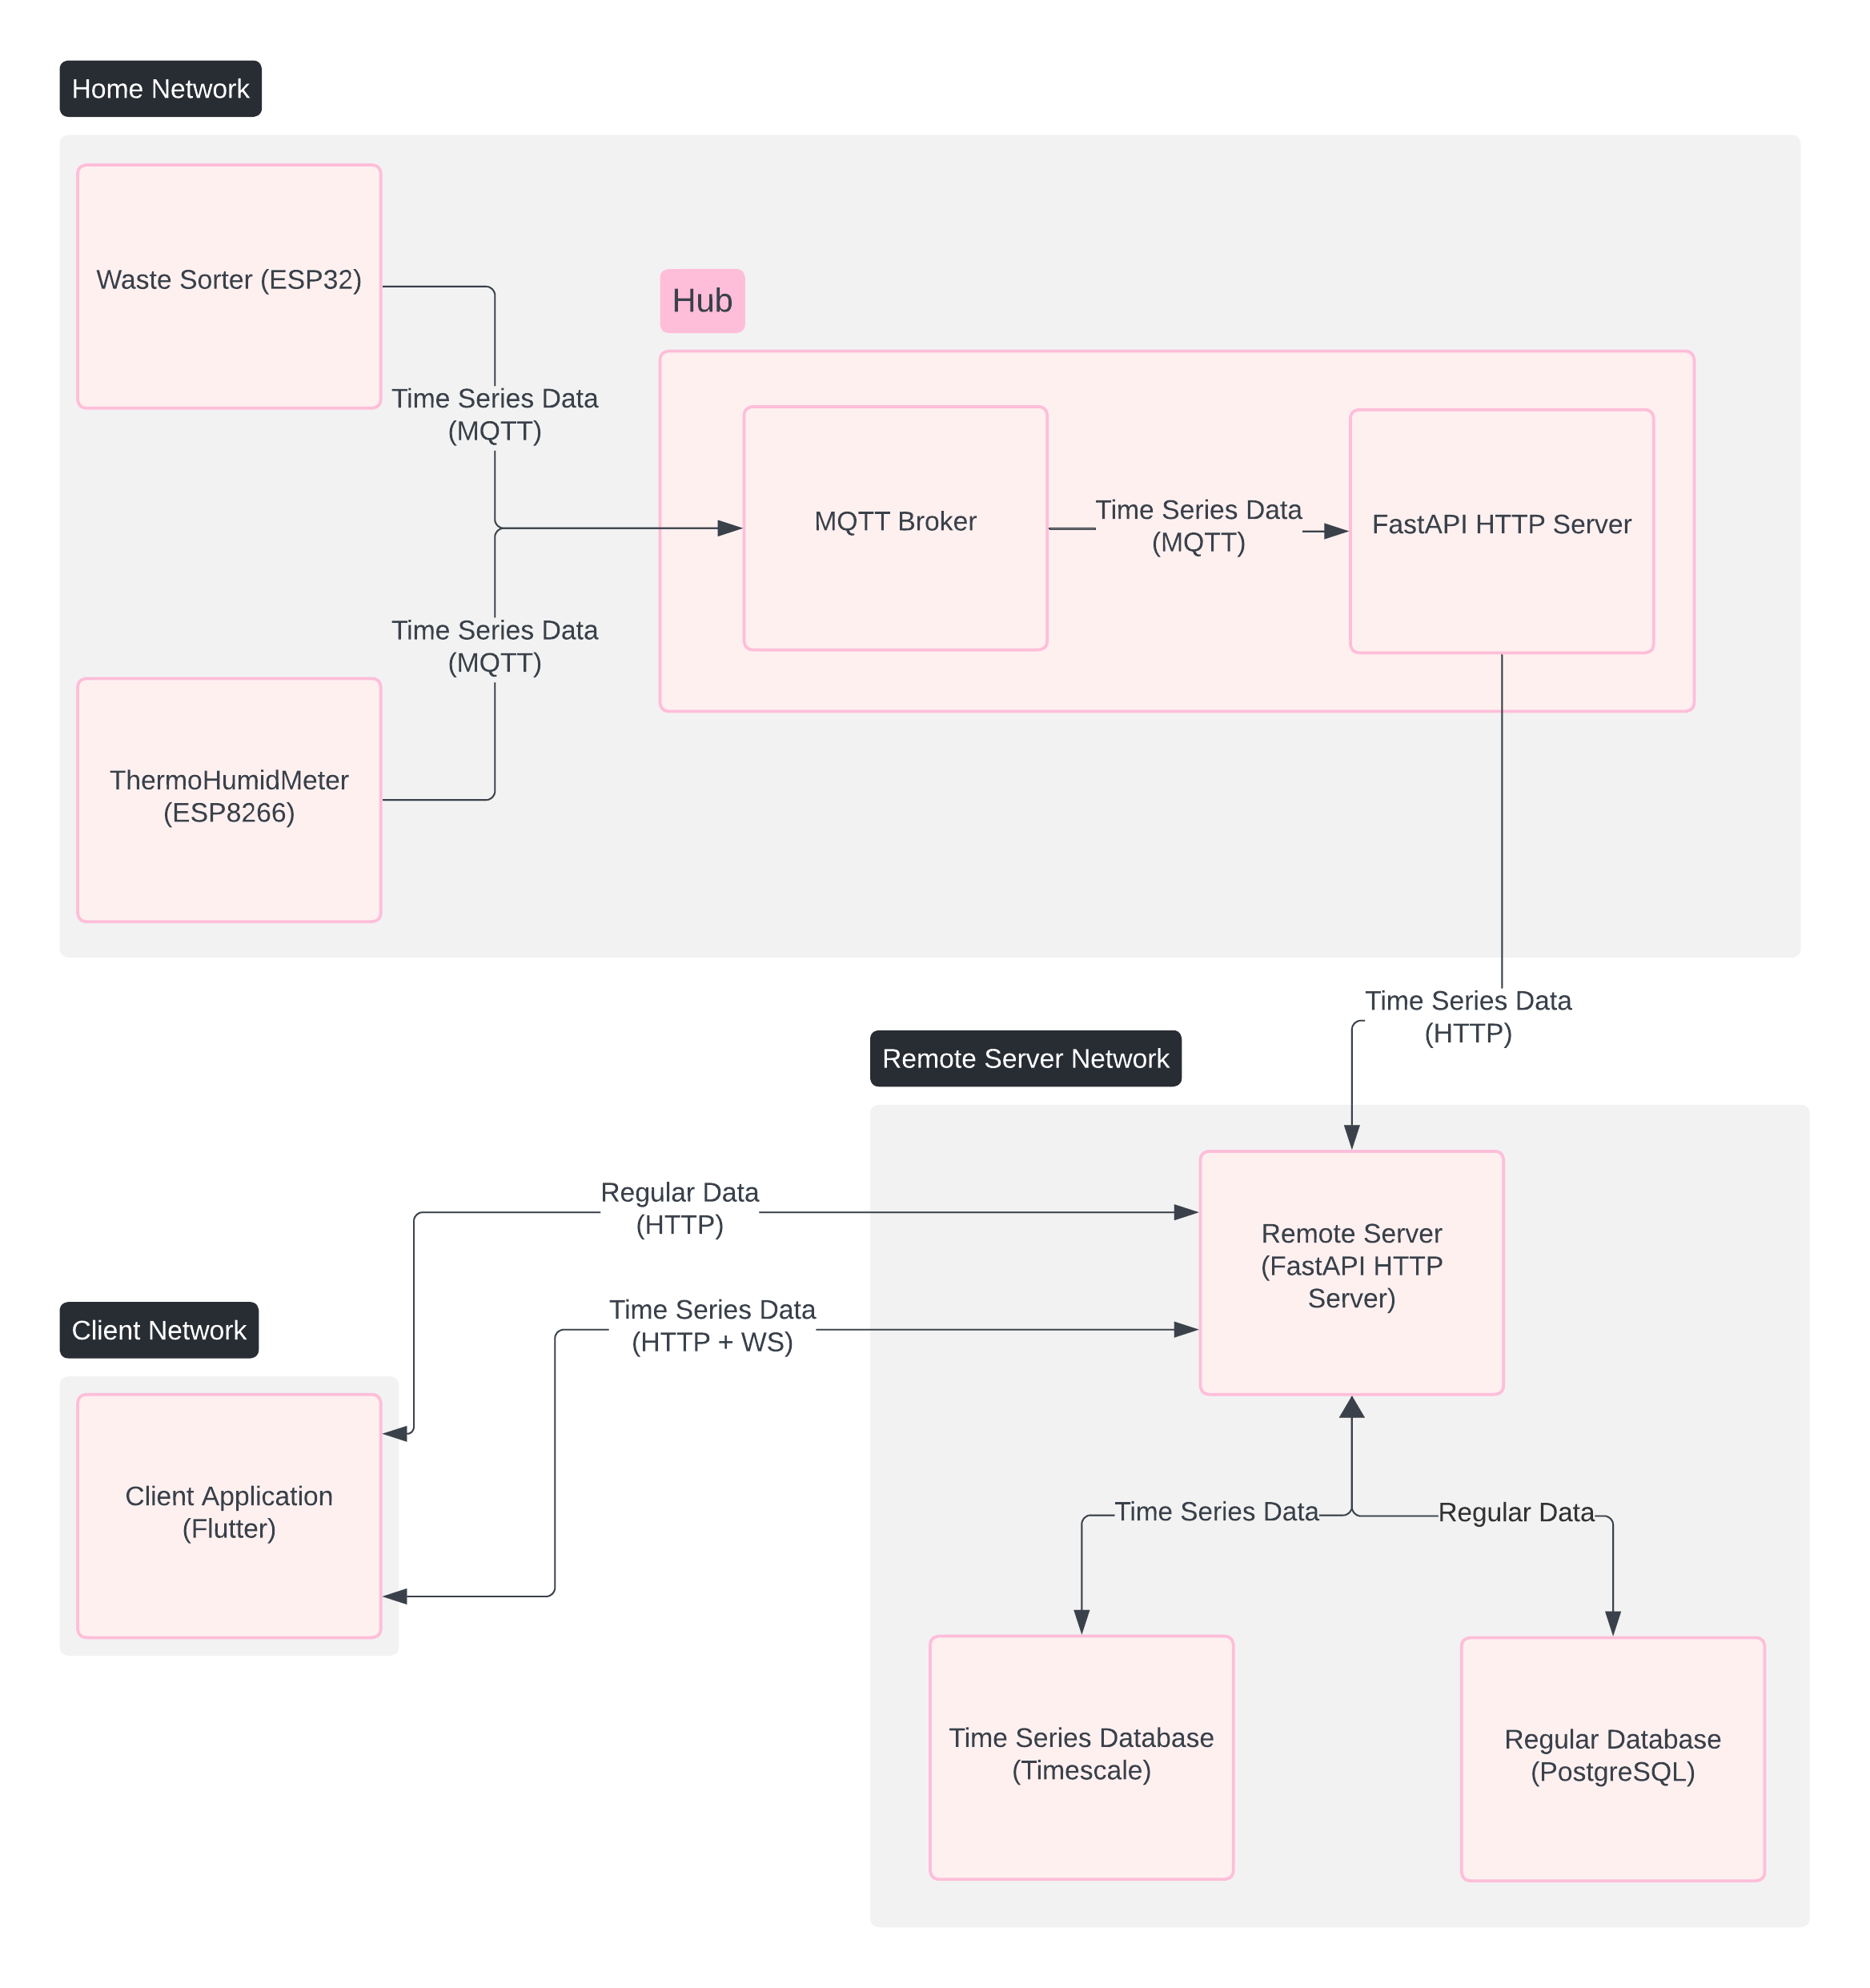 Home Network
Waste Sorter (ESP32)
Hub
Time Series Data
(MQTT)
MQTT Broker
Time Series Data
(MQTT)
FastAPI HTTP Server
Time Series Data
(MQTT)
ThermoHumidMeter
(ESP8266)
Time Series Data
(HTTP)
Remote Server Network
Regular Data
(HTTP)
Remote Server
(FastAPI HTTP
Server)
Time Series Data
(HTTP + WS)
Client Network
Client Application
(Flutter)
Time Series Data
Regular Data
Time Series Database
(Timescale)
Regular Database
(PostgreSQL)